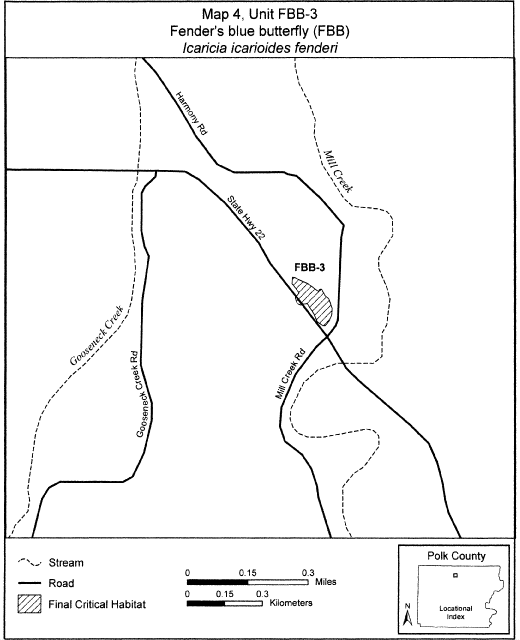 Map 4, Unit FBB-3
Fender's blue butterfly (FBB)
Icaricia icarioides fenderi
Harmony Rd
Mill Creek
State Hwy 22
FBB-3
Gooseneck Creek
Gooseneck Creek Rd
Mill Creek Rd
Stream
Road
Final Critical Habitat
0 0.15 0.3
Miles
0 0.15 0.3
Kilometers
Polk County
N
Locational
Index